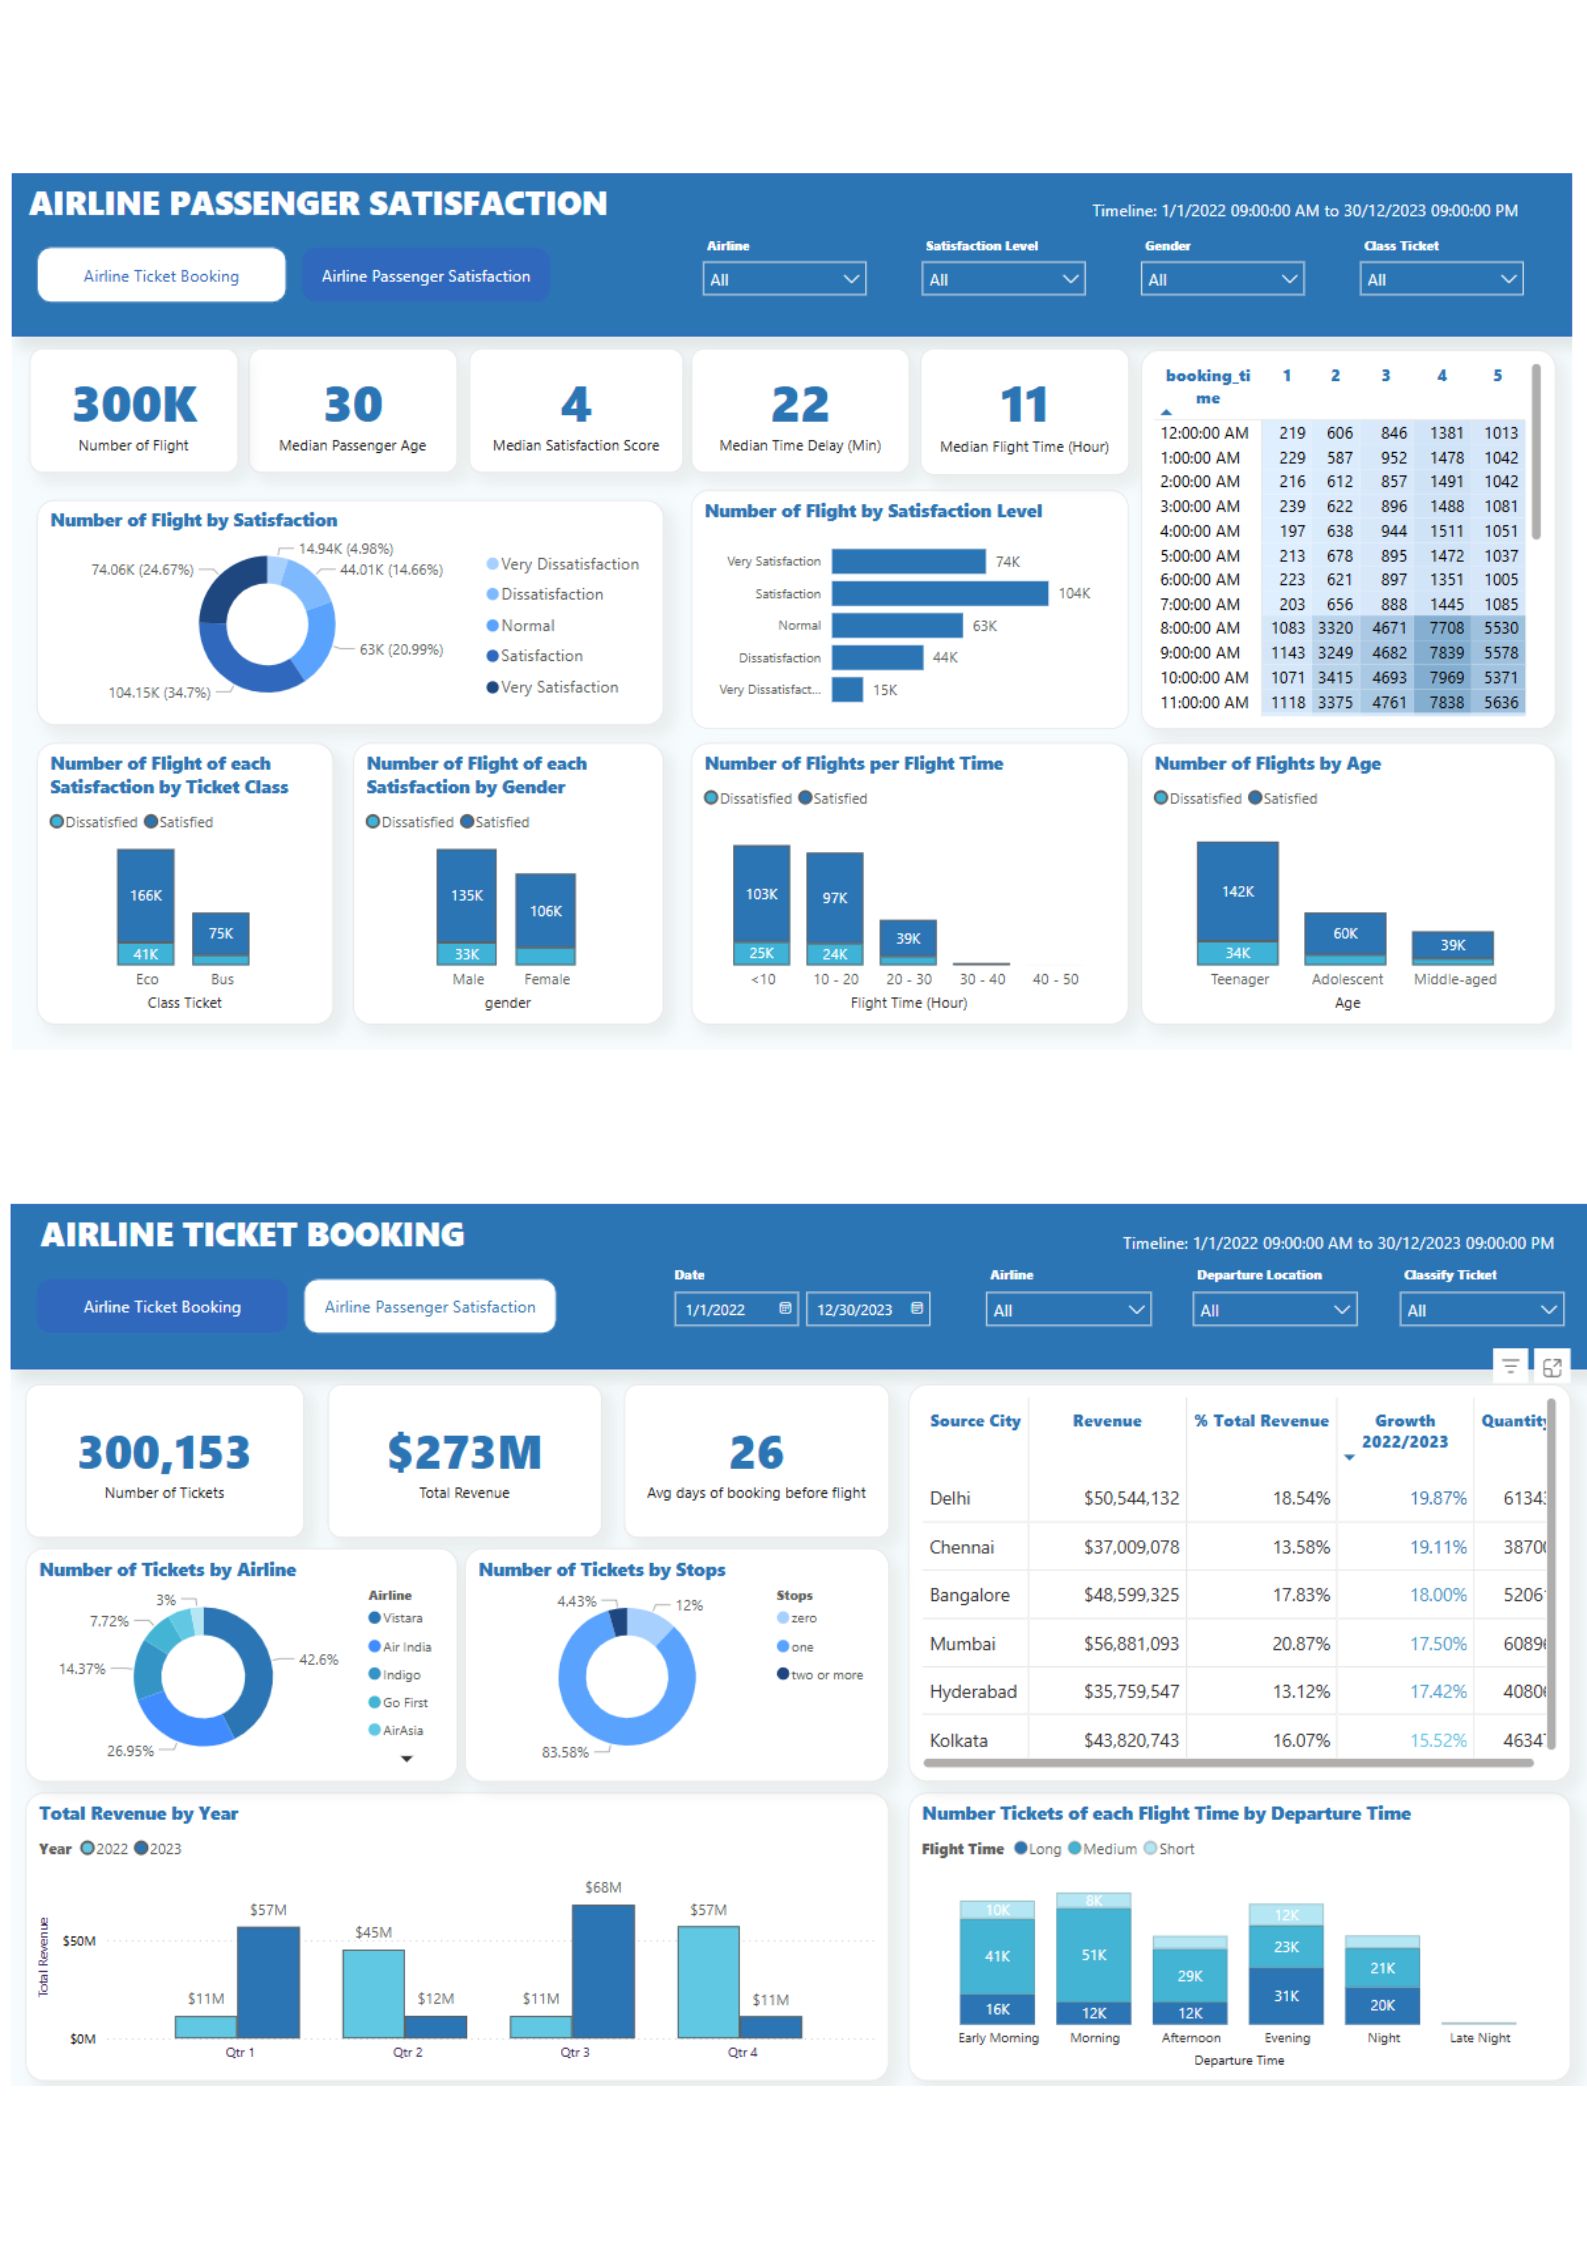 AIRLINE PASSENGER SATISFACTION
Timeline: 1/1/2022 09:00:00 AM to 30/12/2023 09:00:00 PM
Airline Ticket Booking
Airline Passenger Satisfaction
Airline
Satisfaction Level
Gender
Class Ticket
All
All
All
All
300K
Number of Flight
30
Median Passenger Age
4
Median Satisfaction Score
22
Median Time Delay (Min)
11
Median Flight Time (Hour)
booking_ti
me
1 2 3 4 5
12:00:00 AM 219 606 846 1381 1013
1:00:00 AM 229 587 952 1478 1042
2:00:00 AM 216 612 857 1491 1042
3:00:00 AM 239 622 896 1488 1081
4:00:00 AM 197 638 944 1511 1051
5:00:00 AM 213 678 895 1472 1037
6:00:00 AM 223 621 897 1351 1005
7:00:00 AM 203 656 888 1445 1085
8:00:00 AM 1083 3320 4671 7708 5530
9:00:00 AM 1143 3249 4682 7839 5578
10:00:00 AM 1071 3415 4693 7969 5371
11:00:00 AM 1118 3375 4761 7838 5636
Number of Flight by Satisfaction
14.94K (4.98%)
44.01K (14.66%)
63K (20.99%)
104.15K (34.7%)
74.06K (24.67%)
Very Dissatisfaction
Dissatisfaction
Normal
Satisfaction
Very Satisfaction
Number of Flight by Satisfaction Level
Very Satisfaction 74K
Satisfaction 104K
Normal 63K
Dissatisfaction 44K
Very Dissatisfact... 15K
Number of Flight of each
Satisfaction by Ticket Class
Dissatisfied Satisfied
166K
41K
75K
Eco Bus
Class Ticket
Number of Flight of each
Satisfaction by Gender
Dissatisfied Satisfied
135K
33K
106K
Male Female
gender
Number of Flights per Flight Time
Dissatisfied Satisfied
103K
25K
97K
24K
39K
<10 10 - 20 20 - 30 30 - 40 40 - 50
Flight Time (Hour)
Number of Flights by Age
Dissatisfied Satisfied
142K
34K
60K
39K
Teenager Adolescent Middle-aged
Age
AIRLINE TICKET BOOKING
Timeline: 1/1/2022 09:00:00 AM to 30/12/2023 09:00:00 PM
Airline Ticket Booking
Airline Passenger Satisfaction
Date
Airline
Departure Location
Classify Ticket
1/1/2022
12/30/2023
All
All
All
300,153
Number of Tickets
$273M
Total Revenue
26
Avg days of booking before flight
Source City Revenue % Total Revenue Growth
2022/2023
Quantity
Delhi $50,544,132 18.54% 19.87% 6134
Chennai $37,009,078 13.58% 19.11% 3870
Bangalore $48,599,325 17.83% 18.00% 5206
Mumbai $56,881,093 20.87% 17.50% 6089
Hyderabad $35,759,547 13.12% 17.42% 4080
Kolkata $43,820,743 16.07% 15.52% 4634
Number of Tickets by Airline
3%
7.72%
14.37%
26.95%
42.6%
Airline
Vistara
Air India
Indigo
Go First
AirAsia
Number of Tickets by Stops
4.43%
12%
83.58%
Stops
zero
one
two or more
Total Revenue by Year
Year 2022 2023
Total Revenue
$50M
$0M
$11M
$57M
$45M
$12M
$11M
$68M
$57M
$11M
Qtr 1 Qtr 2 Qtr 3 Qtr 4
Number Tickets of each Flight Time by Departure Time
Flight Time Long Medium Short
10K
41K
16K
8K
51K
12K
29K
12K
12K
23K
31K
21K
20K
Early Morning Morning Afternoon Evening Night Late Night
Departure Time